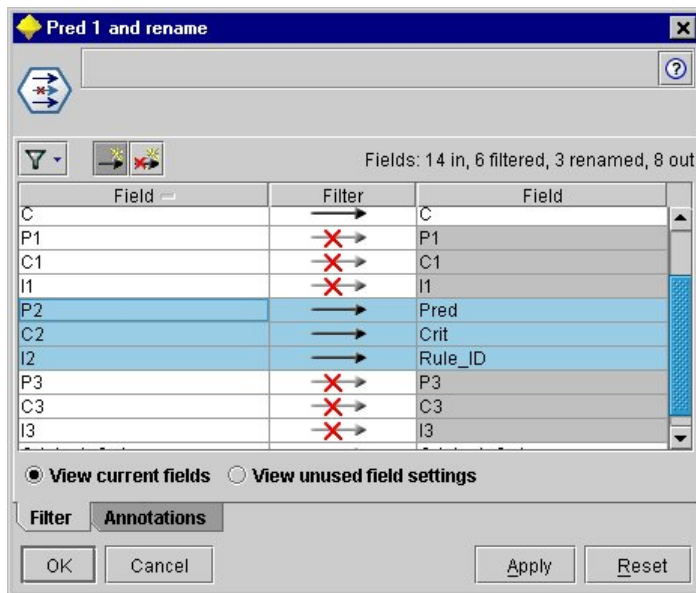 Pred 1 and rename
Fields: 14 in, 6 filtered, 3 renamed, 8 out
Field Filter Field
C C
P1 P1
C1 C1
I1 I1
P2 Pred
C2 Crit
I2 Rule_ID
P3 P3
C3 C3
I3 I3
View current fields View unused field settings
Filter Annotations
OK Cancel Apply Reset